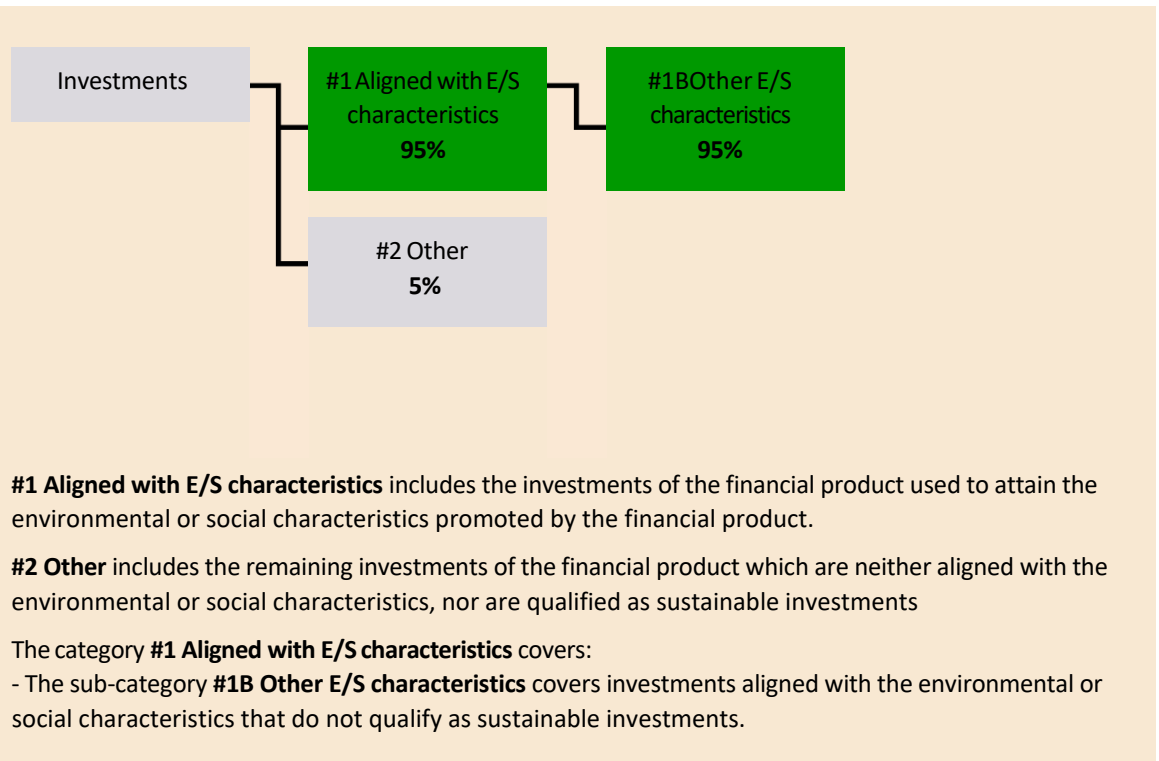 Investments
#1 Aligned with E/S
characteristics
95%
#1BOther E/S
characteristics
95%
#2 Other
5%
#1 Aligned with E/S characteristics includes the investments of the financial product used to attain the
environmental or social characteristics promoted by the financial product.
#2 Other includes the remaining investments of the financial product which are neither aligned with the
environmental or social characteristics, nor are qualified as sustainable investments
The category #1 Aligned with E/S characteristics covers:
- The sub-category #1B Other E/S characteristics covers investments aligned with the environmental or
social characteristics that do not qualify as sustainable investments.